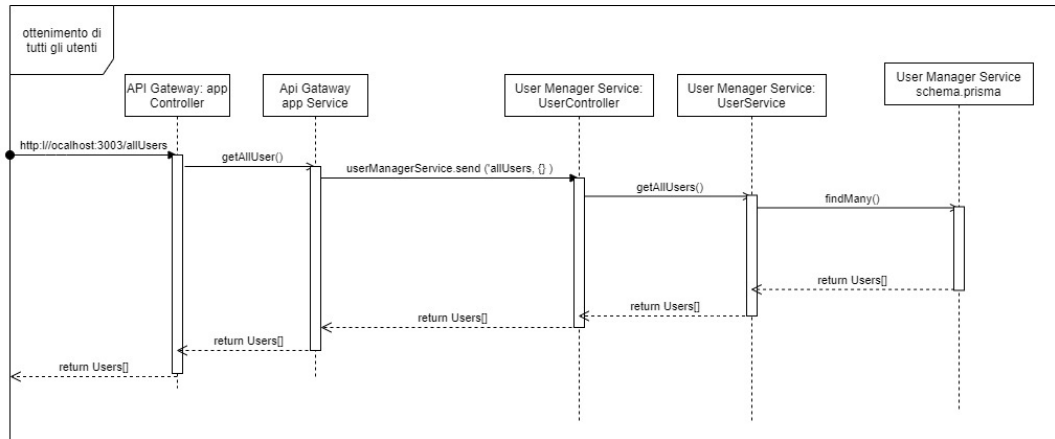 ottenimento di
tutti gli utenti
API Gateway: app
Controller
Api Gataway
app Service
User Menager Service:
UserController
User Menager Service:
UserService
User Manager Service
schema.prisma
http://ocalhost:3003/allUsers
getAllUser()
userManagerService.send ('allUsers, {} )
getAllUsers()
findMany()
return Users[]
return Users[]
return Users[]
return Users[]
return Users[]